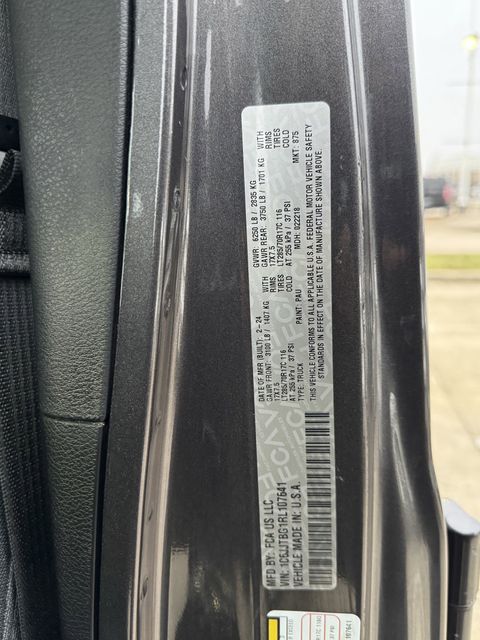 MFD BY: FCA US LLC
VIN: 1C6JJTBG1RL107641
VEHICLE MADE IN: U.S.A.
DATE OF MFR (BUILT): 2-24
GVWR: 6250 LB / 2835 KG
GAWR FRONT: 3100 LB / 1407 KG WITH
GAWR REAR: 3750 LB / 1701 KG WITH
17X7.5 RIMS
17X7.5 RIMS
LT285/70R17C 116 TIRES
LT285/70R17C 116 TIRES
AT 255 kPa / 37 PSI COLD
AT 255 kPa / 37 PSI COLD
TYPE: TRUCK
PAINT: PAU
MDH: 022218
MKT: 875
THIS VEHICLE CONFORMS TO ALL APPLICABLE U.S.A. FEDERAL MOTOR VEHICLE SAFETY
STANDARDS IN EFFECT ON THE DATE OF MANUFACTURE SHOWN ABOVE.
107641